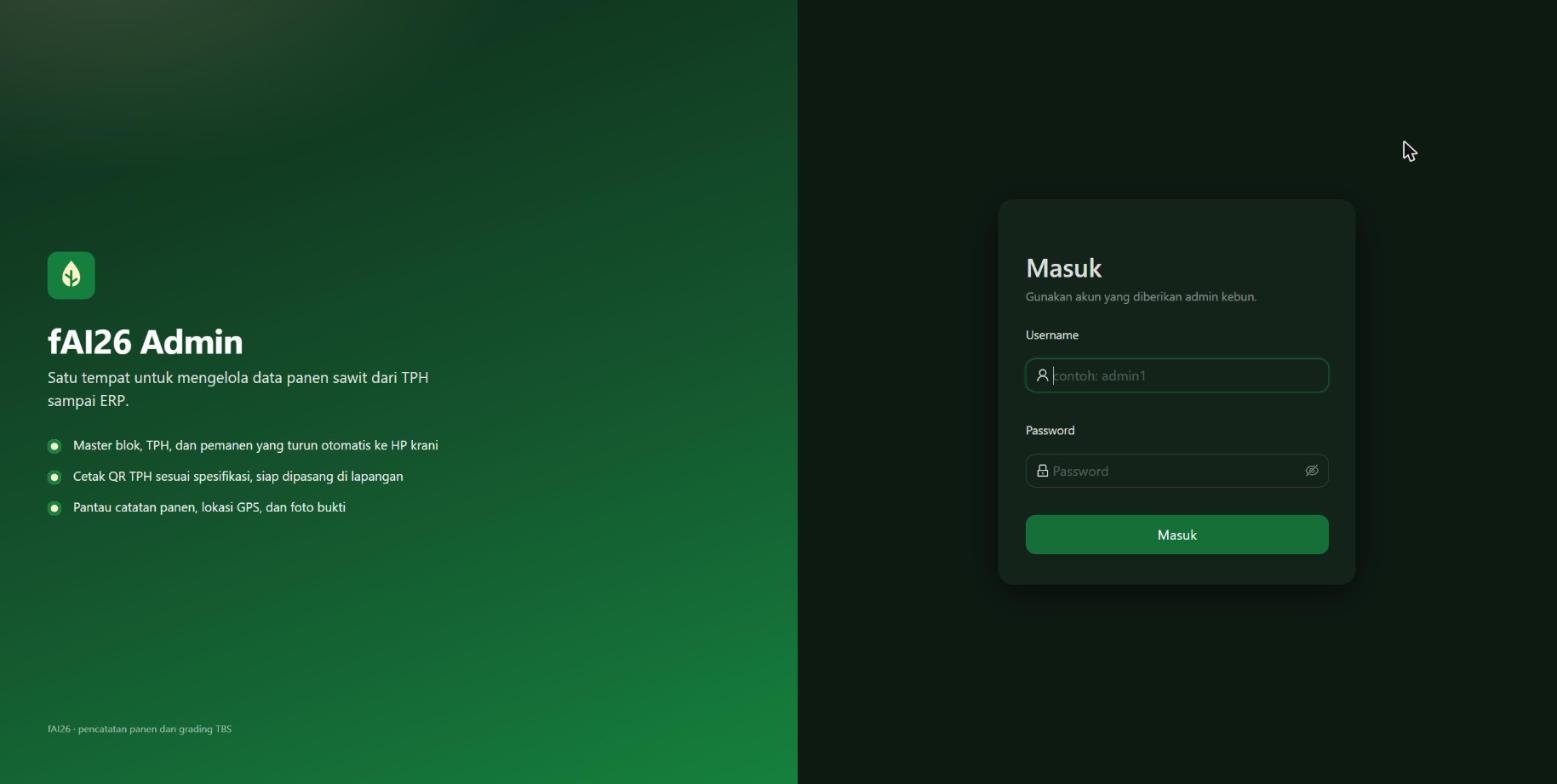 fAI26 Admin
Satu tempat untuk mengelola data panen sawit dari TPH
sampai ERP.
Master blok, TPH, dan pemanen yang turun otomatis ke HP krani
Cetak QR TPH sesuai spesifikasi, siap dipasang di lapangan
Pantau catatan panen, lokasi GPS, dan foto bukti
fAI26 · pencatatan panen dan grading TBS
Masuk
Gunakan akun yang diberikan admin kebun.
Username
contoh: admin1
Password
Password
Masuk